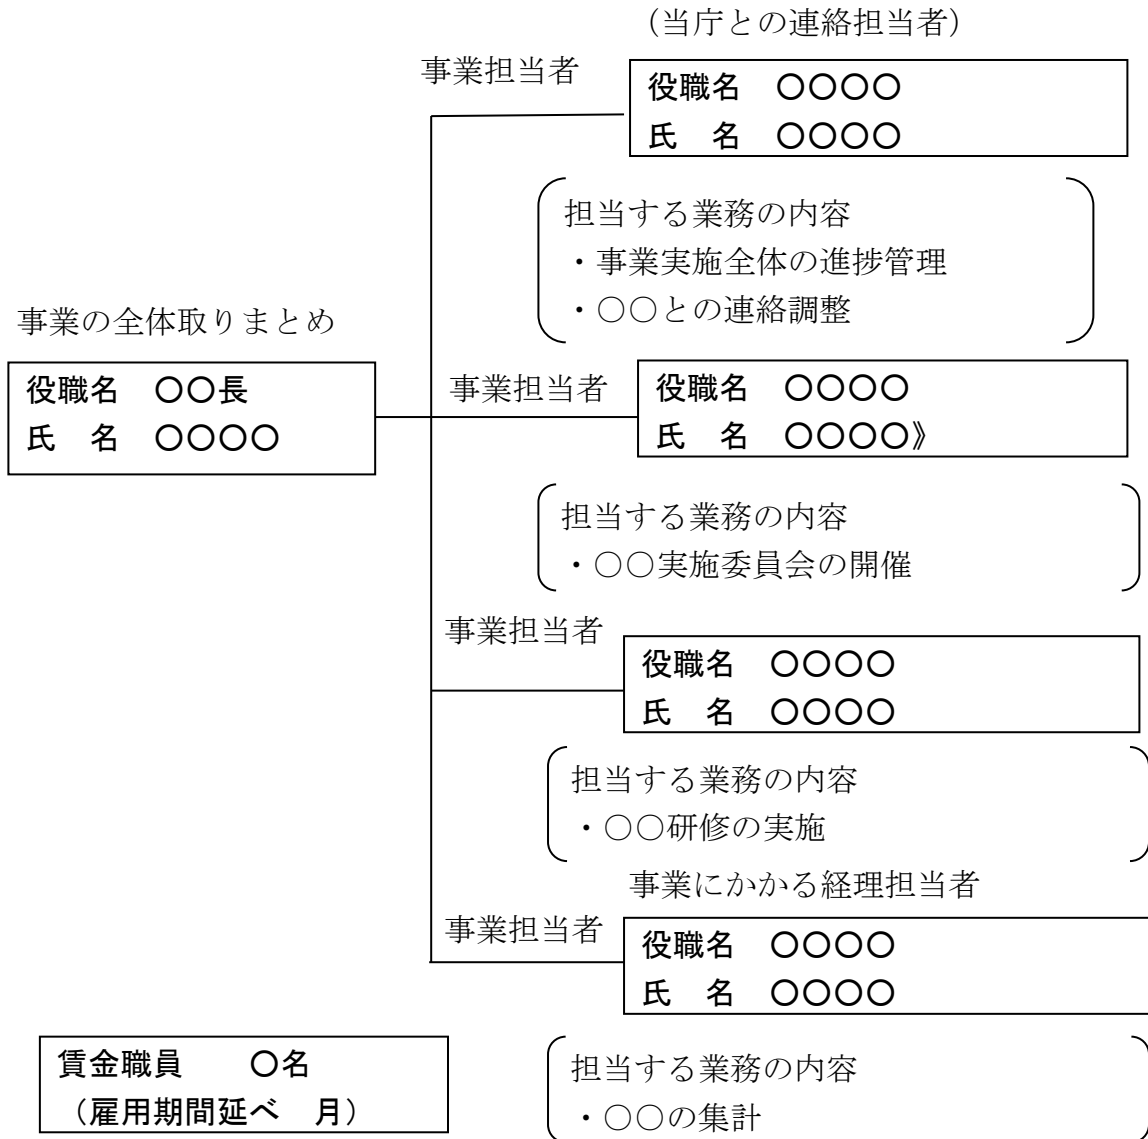 （当庁との連絡担当者）
事業担当者
役職名　〇〇〇〇
氏　名　〇〇〇〇
担当する業務の内容
・事業実施全体の進捗管理
・○○との連絡調整
事業の全体取りまとめ
役職名　〇〇長
氏　名　〇〇〇〇
事業担当者
役職名　〇〇〇〇
氏　名　〇〇〇〇》
担当する業務の内容
・○○実施委員会の開催
事業担当者
役職名　〇〇〇〇
氏　名　〇〇〇〇
担当する業務の内容
・○○研修の実施
事業にかかる経理担当者
事業担当者
役職名　〇〇〇〇
氏　名　〇〇〇〇
賃金職員　　〇名
（雇用期間延べ　月）
担当する業務の内容
・○○の集計